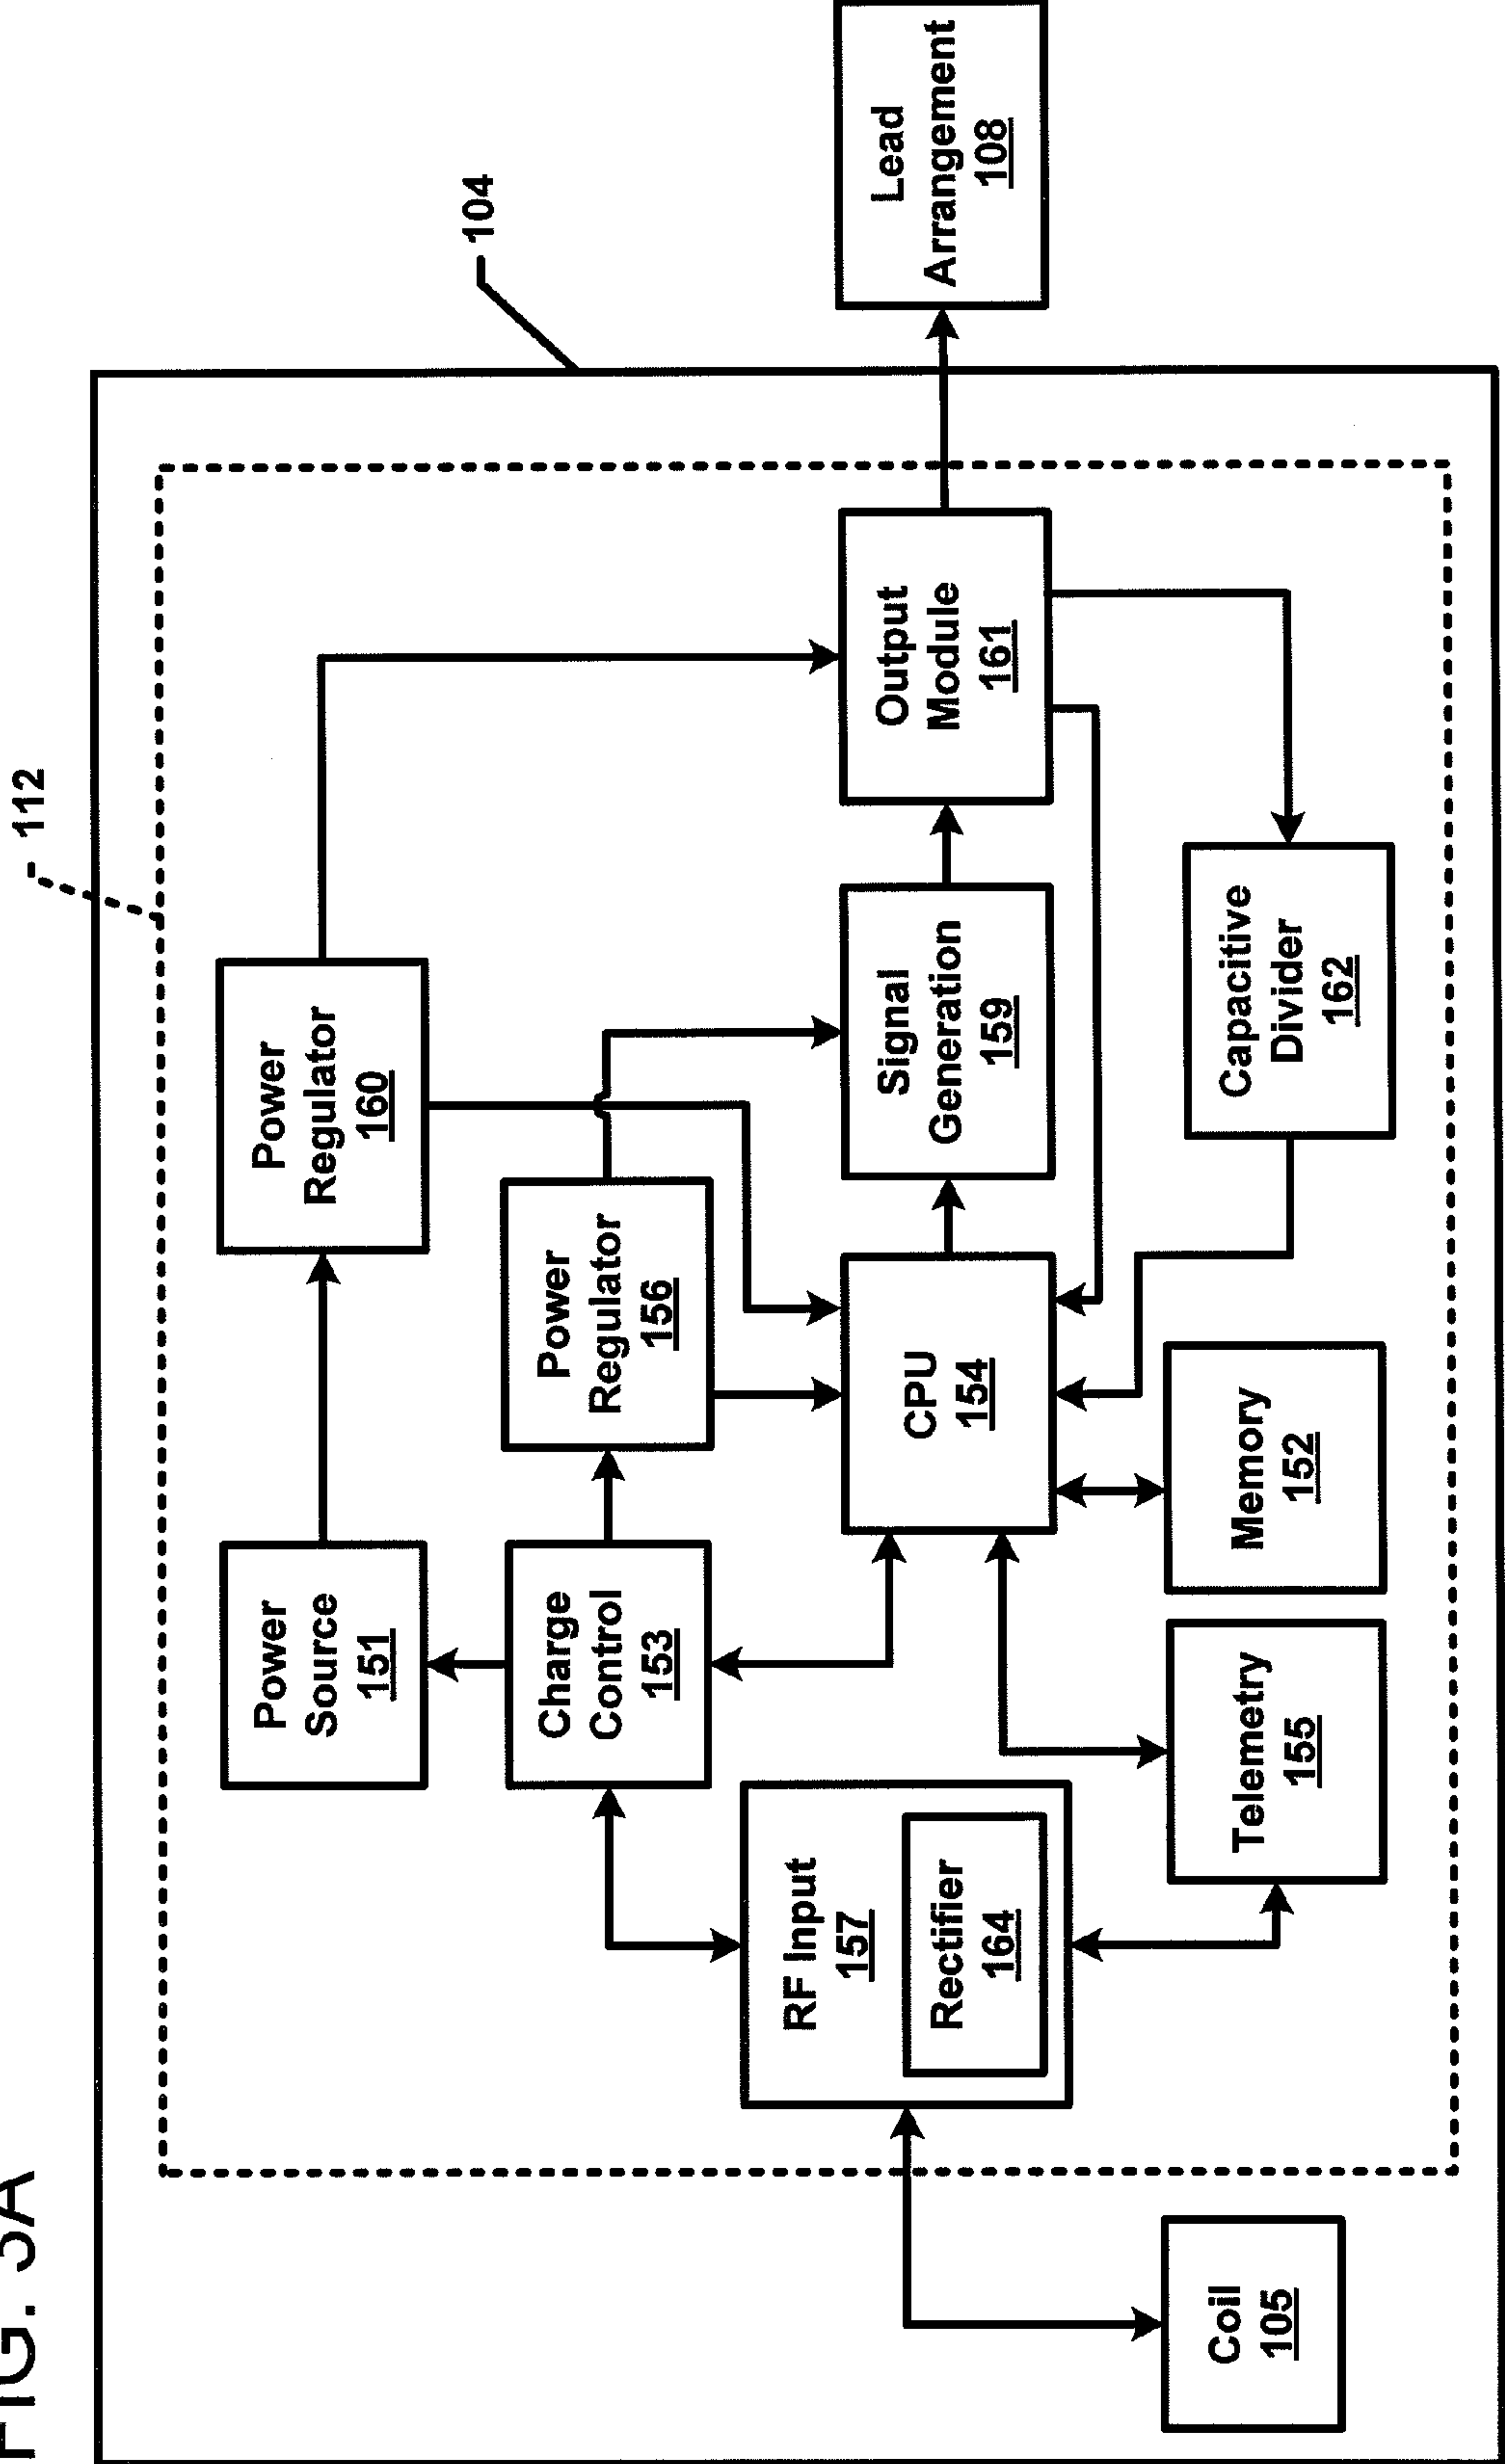 FIG.
112
104
Power
Source
151
Power
Regulator
160
Charge
Control
153
Power
Regulator
156
RF Input
157
Rectifier
164
CPU
154
Signal
Generation
159
Output
Module
161
Lead
Arrangement
108
Coil
105
Telemetry
155
Memory
152
Capacitive
Divider
162